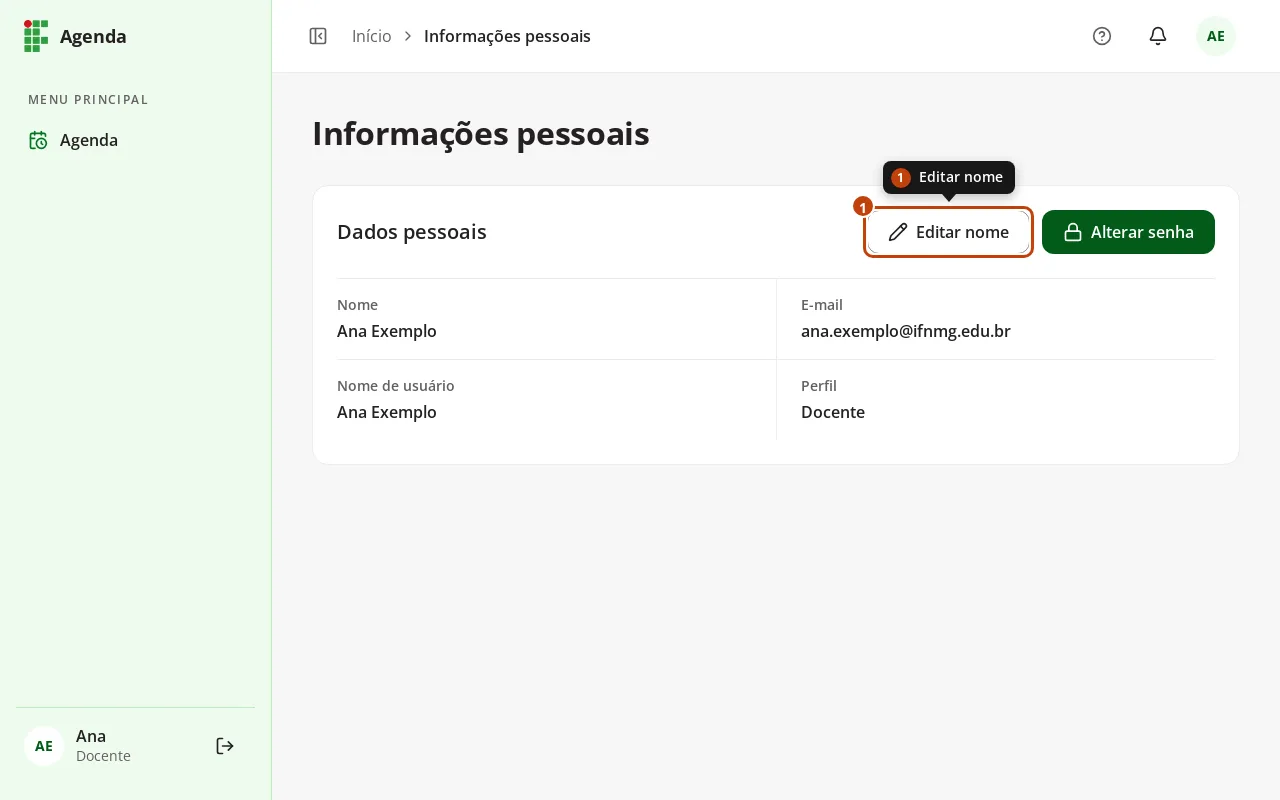 Agenda
Início
Informações pessoais
AE
MENU PRINCIPAL
Agenda
Informações pessoais
1 Editar nome
1
Dados pessoais
Editar nome
Alterar senha
Nome
Ana Exemplo
E-mail
ana.exemplo@ifnmg.edu.br
Nome de usuário
Ana Exemplo
Perfil
Docente
AE
Ana
Docente